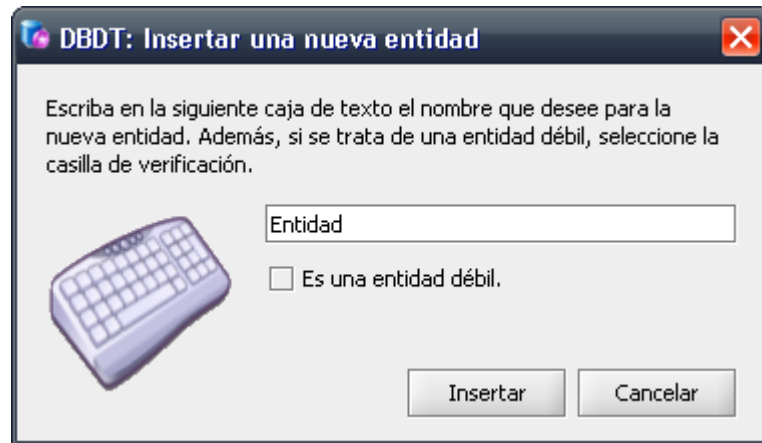 DBDT: Insertar una nueva entidad
Escriba en la siguiente caja de texto el nombre que desee para la
nueva entidad. Además, si se trata de una entidad débil, seleccione la
casilla de verificación.
Entidad
Es una entidad débil.
Insertar
Cancelar